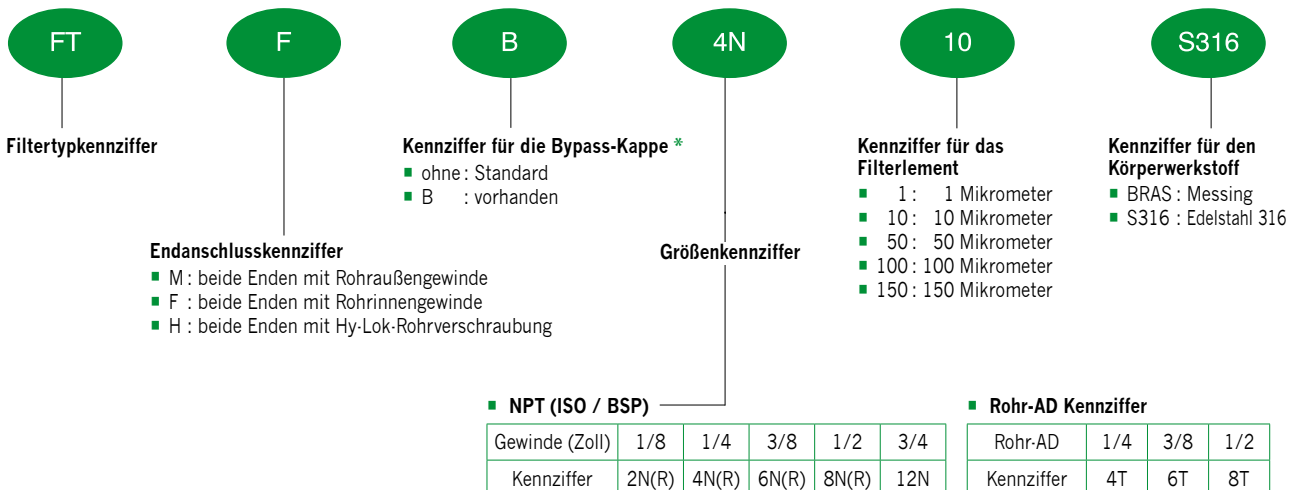 FT F B 4N 10 S316
Filtertypkennziffer
Endanschlusskennziffer
■ M : beide Enden mit Rohraußengewinde
■ F : beide Enden mit Rohrinnengewinde
■ H : beide Enden mit Hy-Lok-Rohrverschraubung
Kennziffer für die Bypass-Kappe *
■ ohne : Standard
■ B : vorhanden
Größenkennziffer
Kennziffer für das
Filterlement
■ 1 : 1 Mikrometer
■ 10 : 10 Mikrometer
■ 50 : 50 Mikrometer
■ 100 : 100 Mikrometer
■ 150 : 150 Mikrometer
Kennziffer für den
Körperwerkstoff
■ BRAS : Messing
■ S316 : Edelstahl 316
■ NPT (ISO / BSP)
Gewinde (Zoll) 1/8 1/4 3/8 1/2 3/4
Kennziffer 2N(R) 4N(R) 6N(R) 8N(R) 12N
■ Rohr-AD Kennziffer
Rohr-AD 1/4 3/8 1/2
Kennziffer 4T 6T 8T